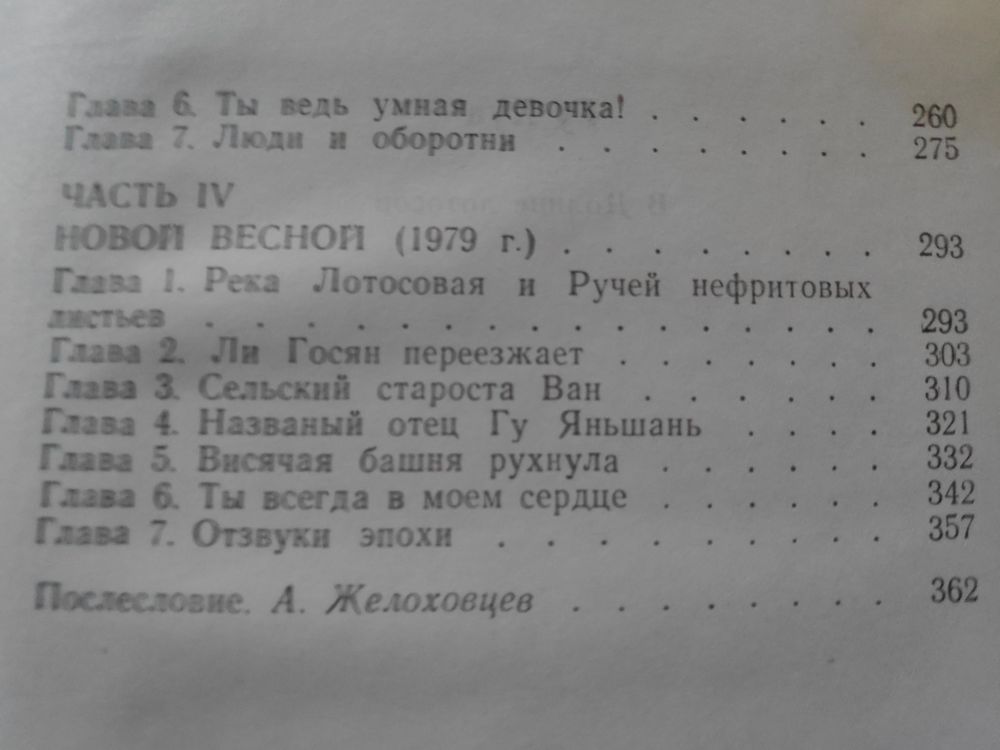 Глава 6. Ты ведь умная девочка! . . . . . . 260
Глава 7. Люди и оборотни . . . . . . . . 275
ЧАСТЬ IV
НОВОЙ ВЕСНОЙ (1979 г.) . . . . . . . . 293
Глава 1. Река Лотосовая и Ручей нефритовых
листьев . . . . . . . . . . . . . . 293
Глава 2. Ли Госян переезжает . . . . . . 303
Глава 3. Сельский староста Ван . . . . . . 310
Глава 4. Названый отец Гу Яньшань . . . . 321
Глава 5. Висячая башня рухнула . . . . . 332
Глава 6. Ты всегда в моем сердце . . . . . 342
Глава 7. Отзвуки эпохи . . . . . . . . . 357
Послесловие. А. Желоховцев . . . . . . . . 362